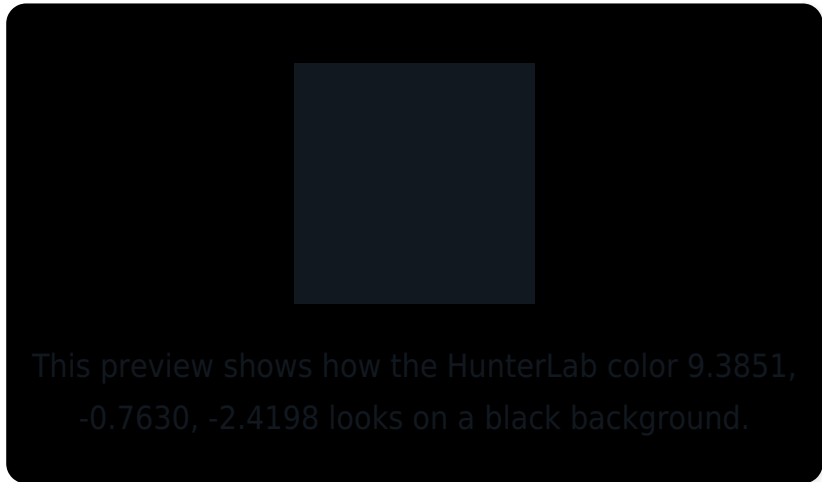 This preview shows how the HunterLab color 9.3851,
-0.7630, -2.4198 looks on a black background.